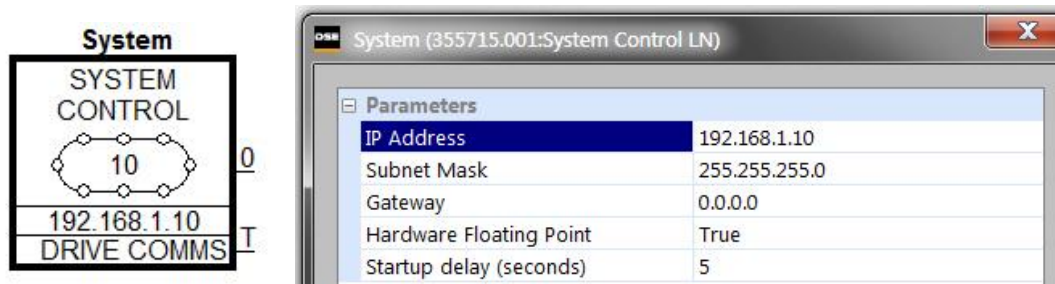 System
SYSTEM
CONTROL
10
0
192.168.1.10
DRIVE COMMS
T
DSE System (355715.001:System Control LN)
Parameters
IP Address 192.168.1.10
Subnet Mask 255.255.255.0
Gateway 0.0.0.0
Hardware Floating Point True
Startup delay (seconds) 5